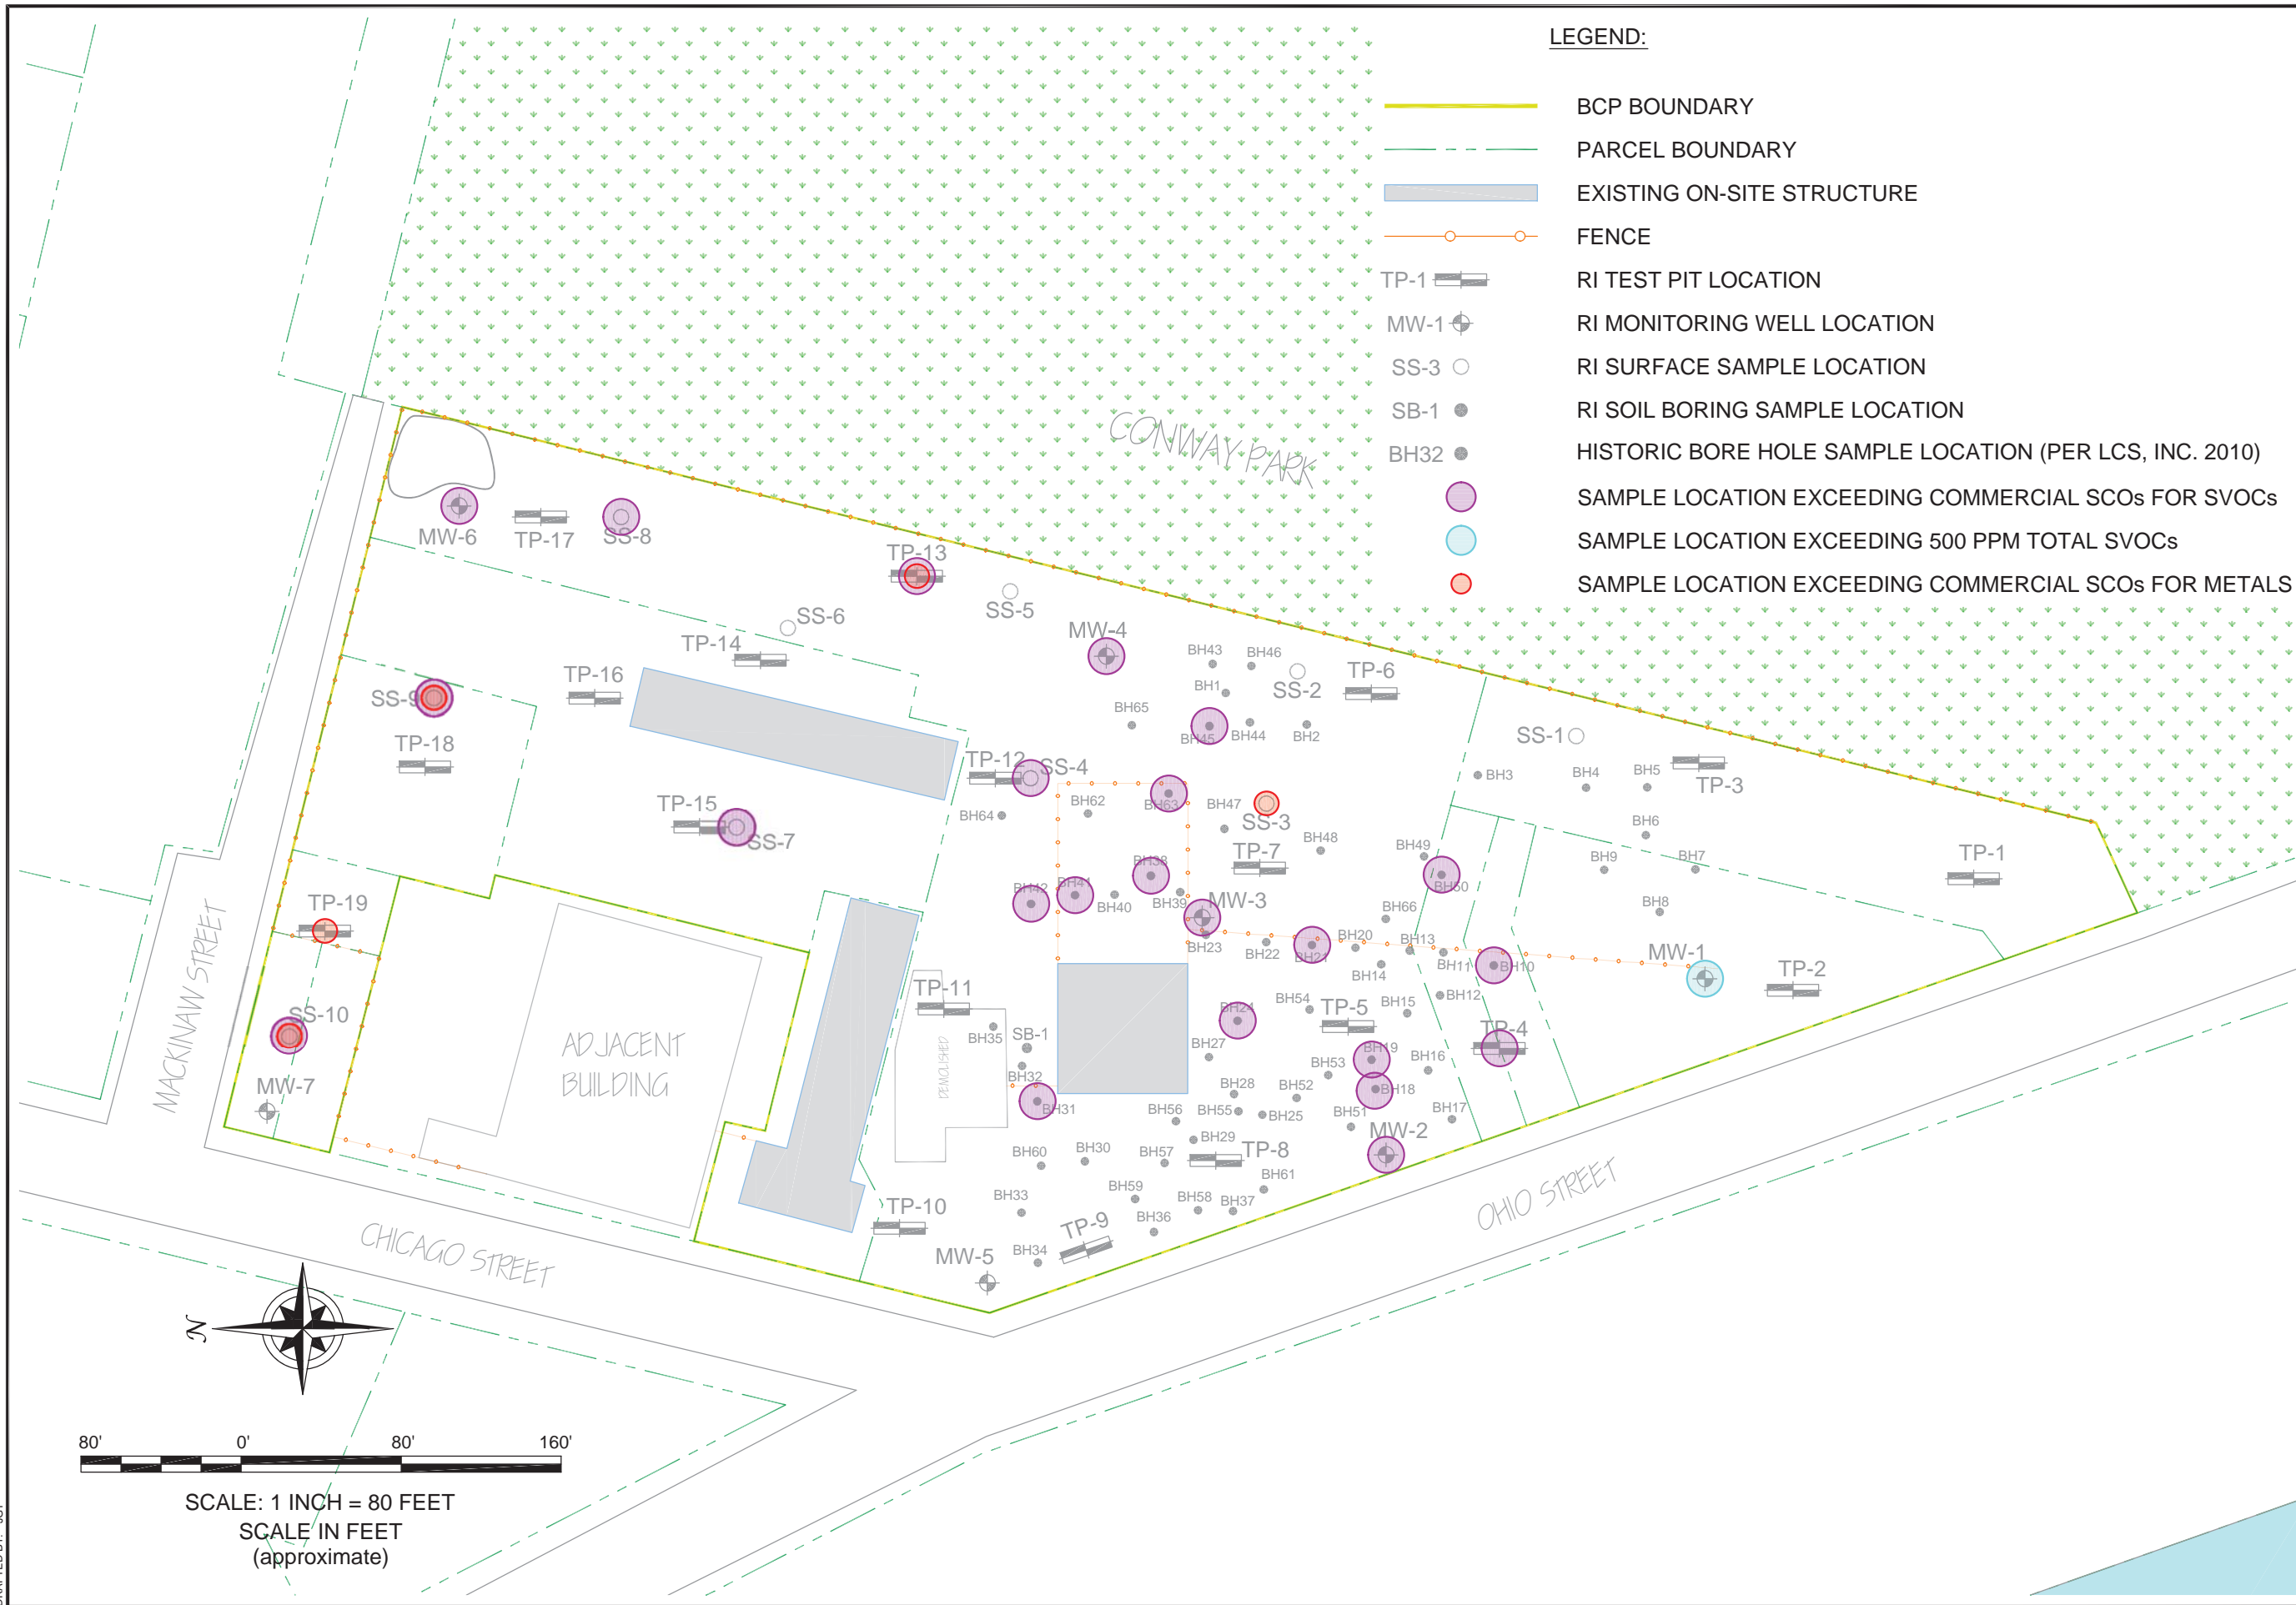 LEGEND:
BCP BOUNDARY
PARCEL BOUNDARY
EXISTING ON-SITE STRUCTURE
FENCE
TP-1 RI TEST PIT LOCATION
MW-1 RI MONITORING WELL LOCATION
SS-3 RI SURFACE SAMPLE LOCATION
SB-1 RI SOIL BORING SAMPLE LOCATION
BH32 HISTORIC BORE HOLE SAMPLE LOCATION (PER LCS, INC. 2010)
SAMPLE LOCATION EXCEEDING COMMERCIAL SCOs FOR SVOCs
SAMPLE LOCATION EXCEEDING 500 PPM TOTAL SVOCs
SAMPLE LOCATION EXCEEDING COMMERCIAL SCOs FOR METALS
CONWAY PARK
MW-6
TP-17
SS-8
TP-13
SS-5
SS-6
TP-14
TP-16
MW-4
BH43
BH46
BH1
SS-2
TP-6
BH65
BH45
BH44
BH2
SS-9
TP-18
TP-12
SS-4
SS-1
BH3
BH4
BH5
TP-3
TP-15
SS-7
BH64
BH62
BH63
BH47
SS-3
BH48
BH49
BH6
BH9
BH7
TP-1
TP-7
BH38
BH50
BH42
BH41
BH40
BH39
MW-3
BH66
BH8
TP-19
BH23
BH22
BH21
BH20
BH13
BH14
BH11
BH10
MW-1
TP-2
TP-11
BH12
BH54
TP-5
BH15
BH24
TP-4
SS-10
BH35
SB-1
DEMOLISHED
ADJACENT
BUILDING
MACKINAW STREET
BH27
BH53
BH19
BH16
BH32
BH31
BH28
BH52
BH18
MW-7
BH56
BH55
BH25
BH51
BH17
MW-2
BH29
TP-8
BH60
BH30
BH57
BH61
BH33
BH59
BH58
BH37
TP-10
TP-9
BH36
MW-5
BH34
CHICAGO STREET
OHIO STREET
N
80' 0' 80' 160'
SCALE: 1 INCH = 80 FEET
SCALE IN FEET
(approximate)